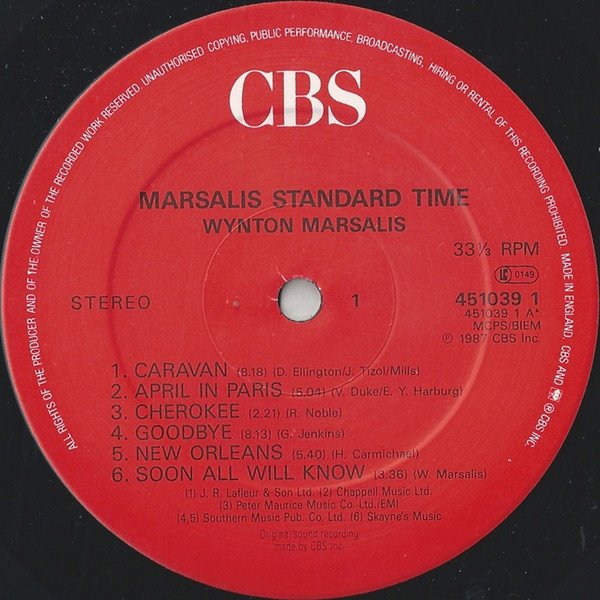 ALL RIGHTS OF THE PRODUCER AND OF THE OWNER OF THE RECORDED WORK RESERVED. UNAUTHORISED COPYING, PUBLIC PERFORMANCE, BROADCASTING, HIRING OR RENTAL OF THIS RECORDING PROHIBITED. MADE IN ENGLAND. CBS AND ® CBS INC.
CBS
MARSALIS STANDARD TIME
WYNTON MARSALIS
33⅓ RPM
LC 0149
STEREO
1
451039 1
451039 1 A*
MCPS/BIEM
℗ 1987 CBS Inc.
1. CARAVAN (8.18) (D. Ellington/J. Tizol/Mills)
2. APRIL IN PARIS (5.04) (V. Duke/E. Y. Harburg)
3. CHEROKEE (2.21) (R. Noble)
4. GOODBYE (8.13) (G. Jenkins)
5. NEW ORLEANS (5.40) (H. Carmichael)
6. SOON ALL WILL KNOW (3.36) (W. Marsalis)
(1) J. R. Lafleur & Son Ltd. (2) Chappell Music Ltd.
(3) Peter Maurice Music Co. Ltd./EMI
(4,5) Southern Music Pub. Co. Ltd. (6) Skayne's Music
Original sound recording
made by CBS Inc.